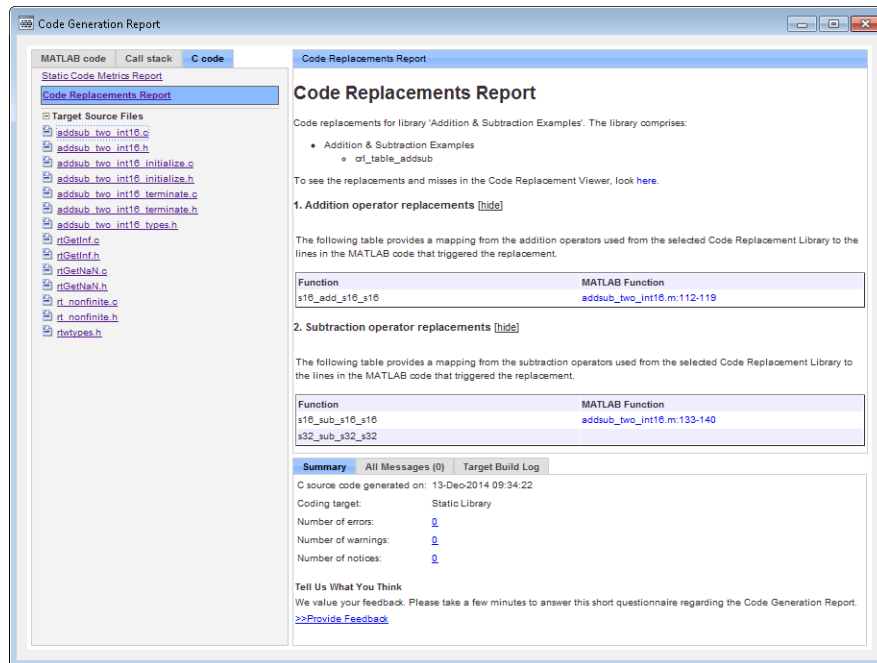 Code Generation Report
MATLAB code Call stack C code
Static Code Metrics Report
Code Replacements Report
Target Source Files
addsub_two_int16.c
addsub_two_int16.h
addsub_two_int16_initialize.c
addsub_two_int16_initialize.h
addsub_two_int16_terminate.c
addsub_two_int16_terminate.h
addsub_two_int16_types.h
rtGetInf.c
rtGetInf.h
rtGetNaN.c
rtGetNaN.h
rt_nonfinite.c
rt_nonfinite.h
rtwtypes.h
Code Replacements Report
Code Replacements Report
Code replacements for library 'Addition & Subtraction Examples'. The library comprises:
Addition & Subtraction Examples
crl_table_addsub
To see the replacements and misses in the Code Replacement Viewer, look here.
1. Addition operator replacements [hide]
The following table provides a mapping from the addition operators used from the selected Code Replacement Library to the
lines in the MATLAB code that triggered the replacement.
Function MATLAB Function
s16_add_s16_s16 addsub_two_int16.m:112-119
2. Subtraction operator replacements [hide]
The following table provides a mapping from the subtraction operators used from the selected Code Replacement Library to
the lines in the MATLAB code that triggered the replacement.
Function MATLAB Function
s16_sub_s16_s16 addsub_two_int16.m:133-140
s32_sub_s32_s32
Summary All Messages (0) Target Build Log
C source code generated on: 13-Dec-2014 09:34:22
Coding target: Static Library
Number of errors: 0
Number of warnings: 0
Number of notices: 0
Tell Us What You Think
We value your feedback. Please take a few minutes to answer this short questionnaire regarding the Code Generation Report.
>>Provide Feedback